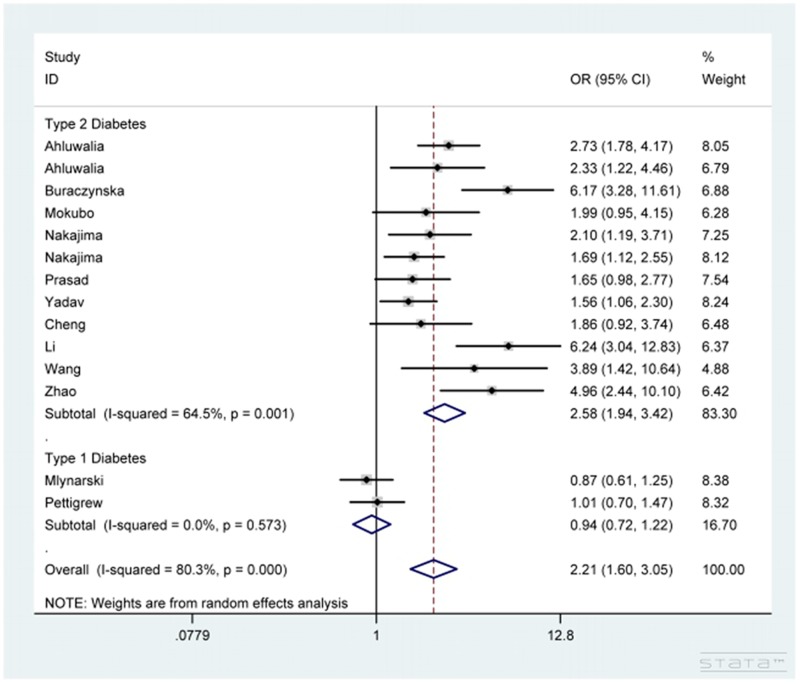 Study %
ID OR (95% CI) Weight
Type 2 Diabetes
Ahluwalia 2.73 (1.78, 4.17) 8.05
Ahluwalia 2.33 (1.22, 4.46) 6.79
Buraczynska 6.17 (3.28, 11.61) 6.88
Mokubo 1.99 (0.95, 4.15) 6.28
Nakajima 2.10 (1.19, 3.71) 7.25
Nakajima 1.69 (1.12, 2.55) 8.12
Prasad 1.65 (0.98, 2.77) 7.54
Yadav 1.56 (1.06, 2.30) 8.24
Cheng 1.86 (0.92, 3.74) 6.48
Li 6.24 (3.04, 12.83) 6.37
Wang 3.89 (1.42, 10.64) 4.88
Zhao 4.96 (2.44, 10.10) 6.42
Subtotal (I-squared = 64.5%, p = 0.001) 2.58 (1.94, 3.42) 83.30
.
Type 1 Diabetes
Mlynarski 0.87 (0.61, 1.25) 8.38
Pettigrew 1.01 (0.70, 1.47) 8.32
Subtotal (I-squared = 0.0%, p = 0.573) 0.94 (0.72, 1.22) 16.70
.
Overall (I-squared = 80.3%, p = 0.000) 2.21 (1.60, 3.05) 100.00
NOTE: Weights are from random effects analysis
.0779 1 12.8
STATA™